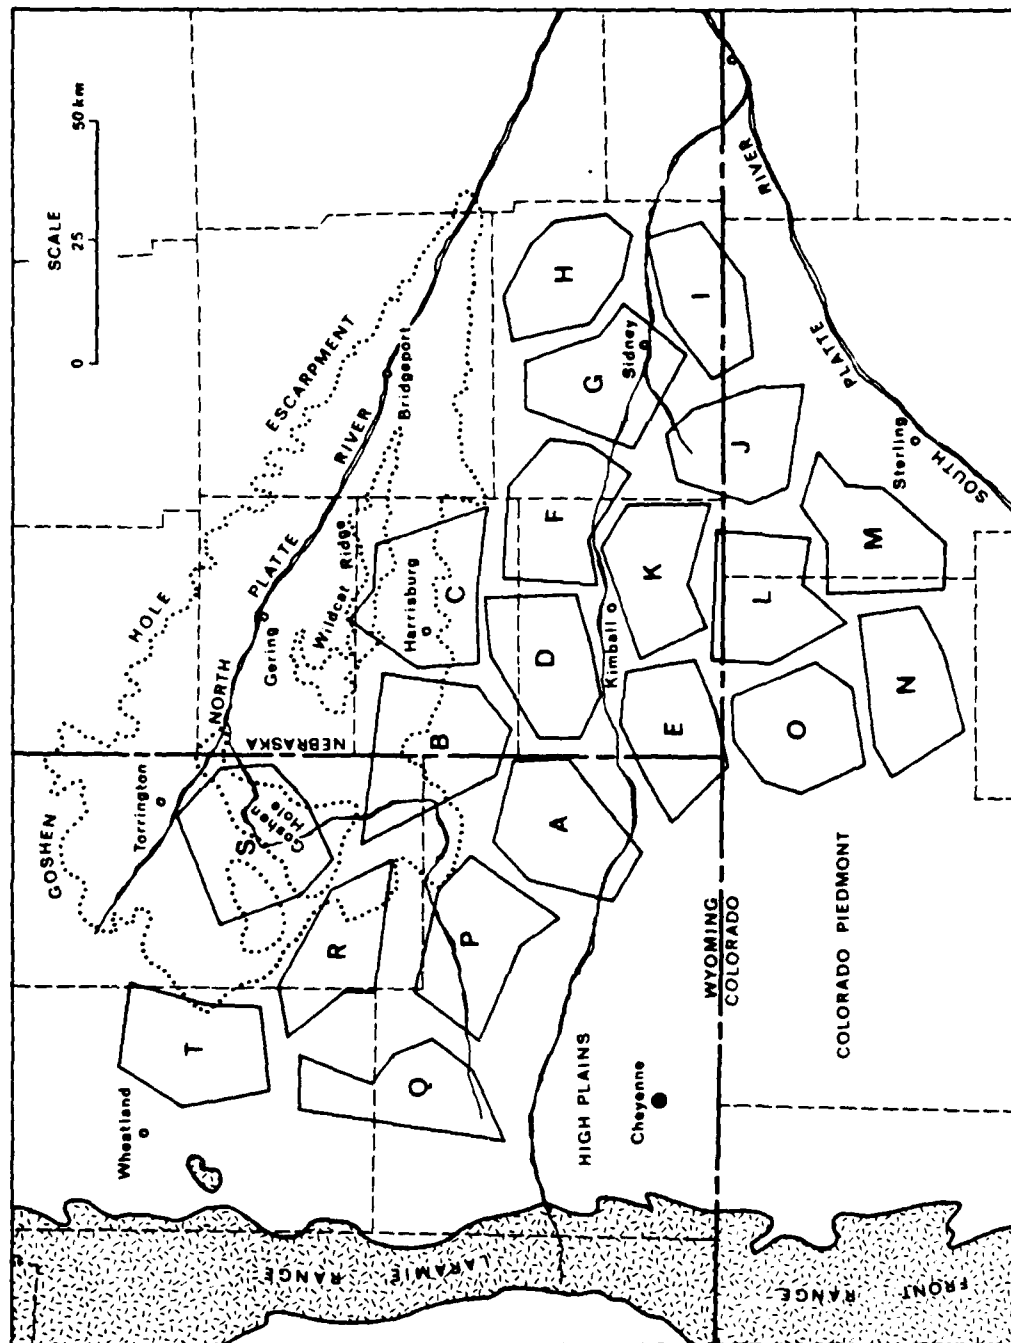 SCALE
0 25 50 km
GOSHEN HOLE ESCARPMENT
Torrington
NORTH PLATTE RIVER
Gering
Bridgeport
Wildcat Ridge
Harrisburg
Goshen Hole
Wheatland
NEBRASKA
LARAMIE RANGE
HIGH PLAINS
Cheyenne
Kimball
Sidney
WYOMING
COLORADO
COLORADO PIEDMONT
SOUTH PLATTE RIVER
Sterling
FRONT RANGE
A
B
C
D
E
F
G
H
I
J
K
L
M
N
O
P
Q
R
S
T